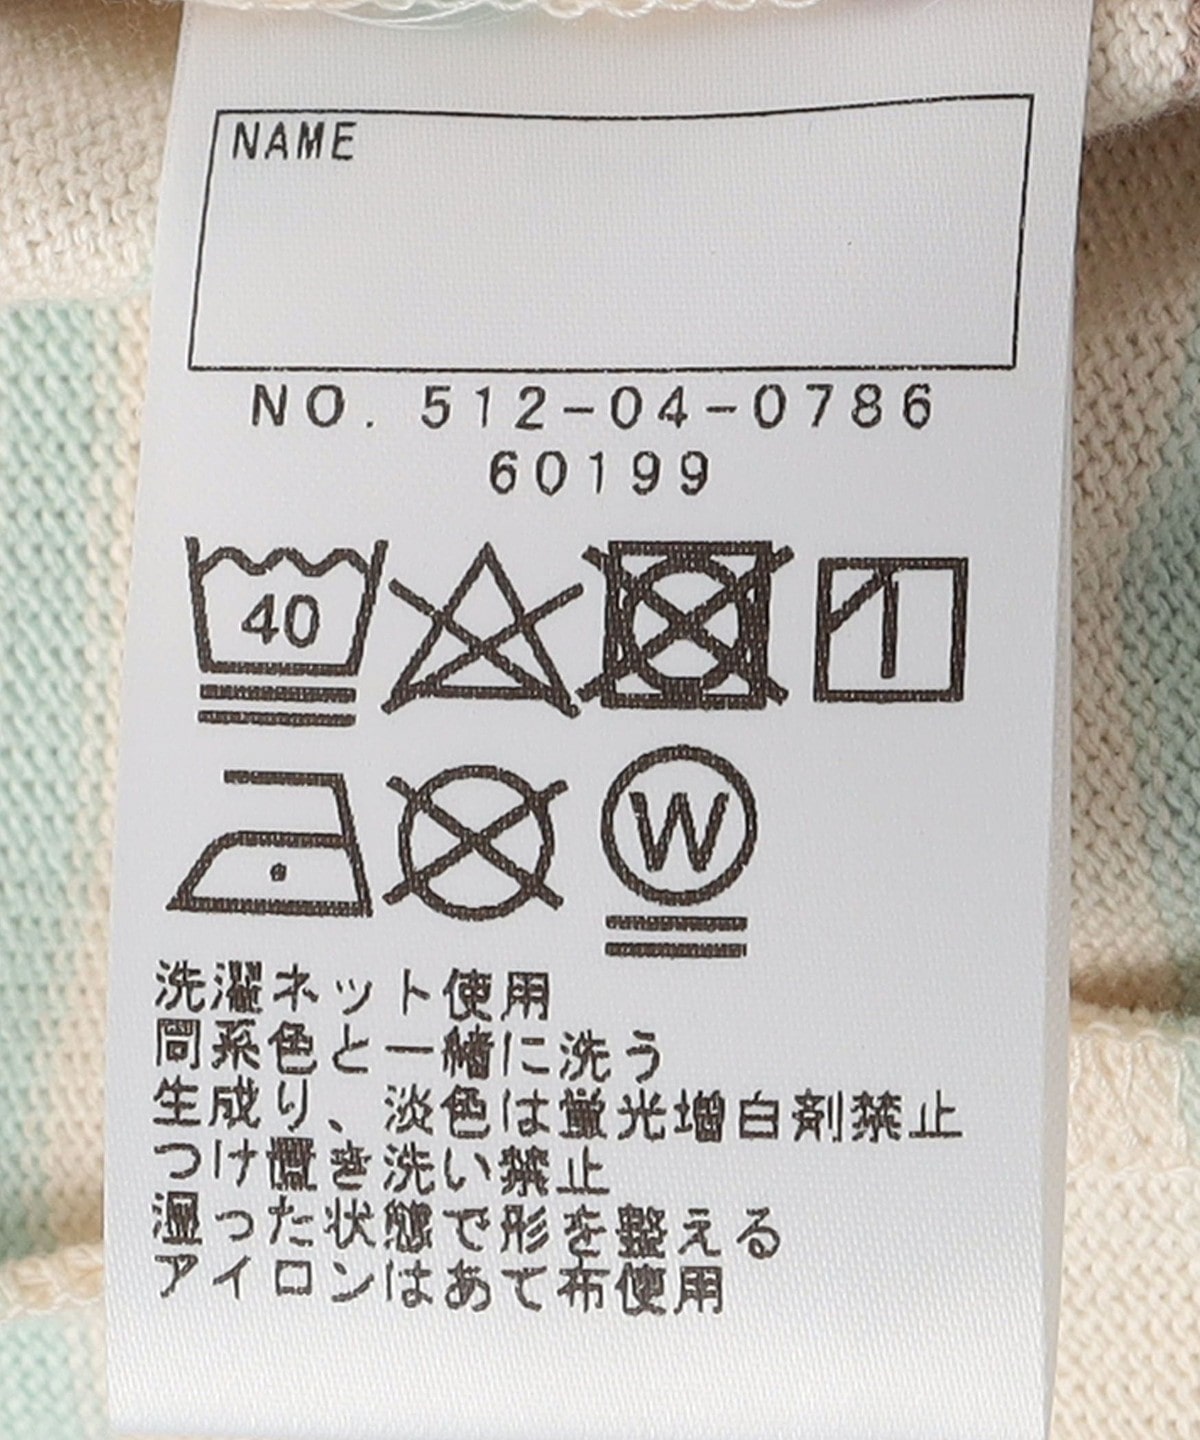 NAME
NO. 512-04-0786
60199
40
W
洗濯ネット使用
同系色と一緒に洗う
生成り、淡色は蛍光増白剤禁止
つけ置き洗い禁止
湿った状態で形を整える
アイロンはあて布使用